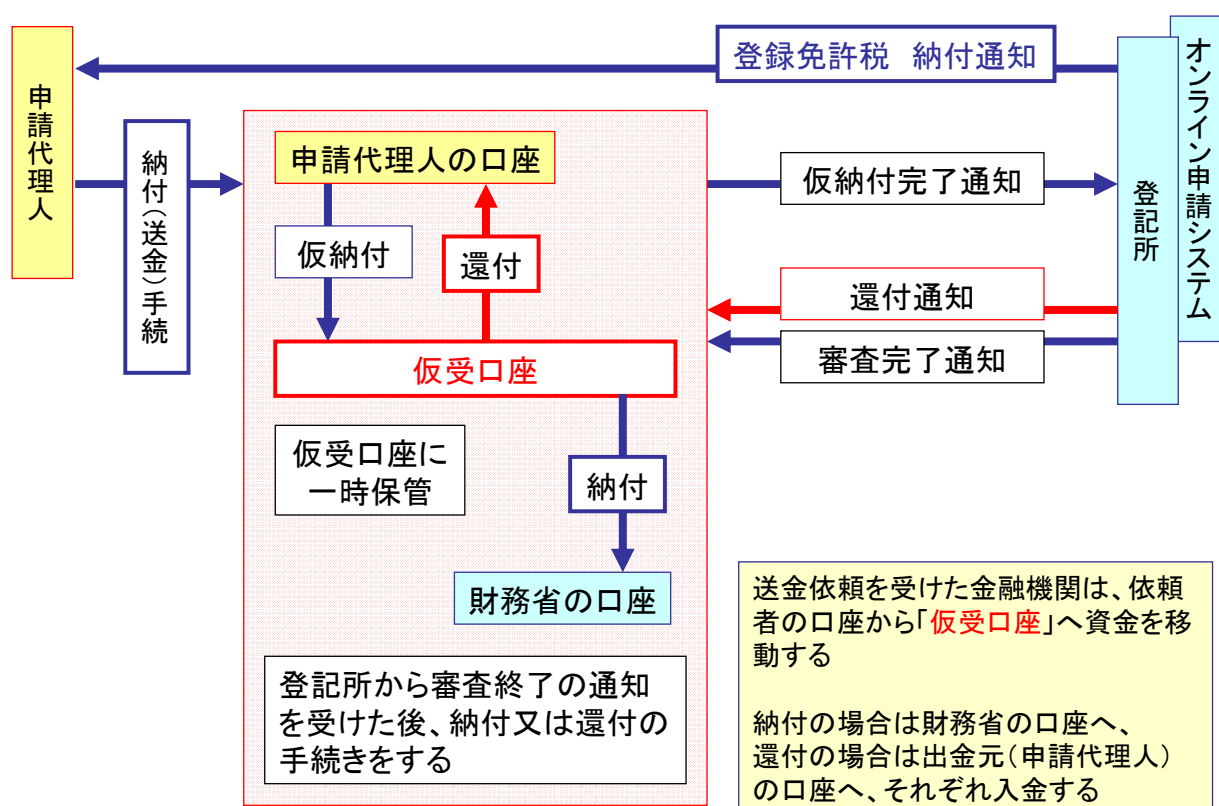 登録免許税　納付通知
オンライン申請システム
登記所
申請代理人
納付（送金）手続
申請代理人の口座
仮納付完了通知
仮納付
還付
還付通知
仮受口座
審査完了通知
仮受口座に
一時保管
納付
財務省の口座
登記所から審査終了の通知
を受けた後、納付又は還付の
手続きをする
送金依頼を受けた金融機関は、依頼
者の口座から「仮受口座」へ資金を移
動する
納付の場合は財務省の口座へ、
還付の場合は出金元（申請代理人）
の口座へ、それぞれ入金する